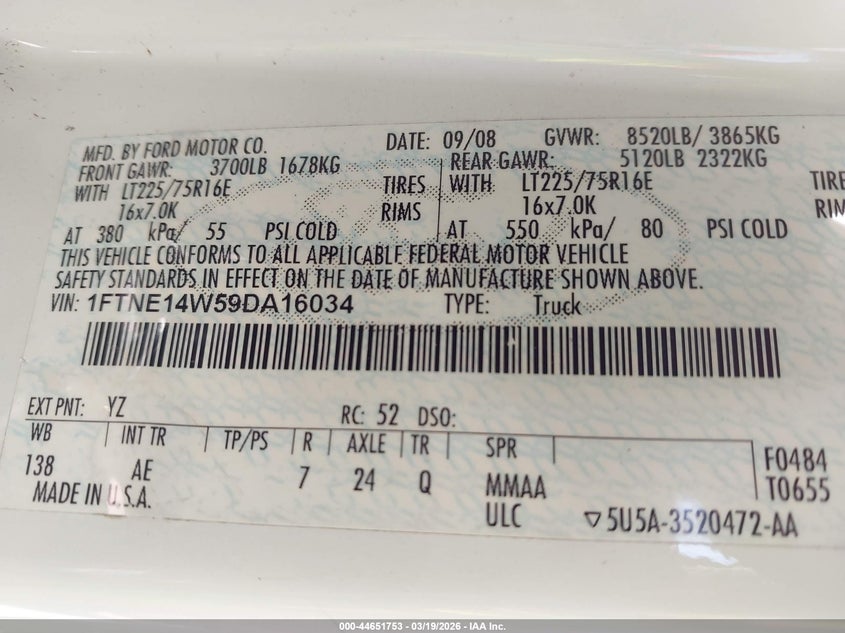 MFD. BY FORD MOTOR CO. DATE: 09/08 GVWR: 8520LB/ 3865KG
FRONT GAWR: 3700LB 1678KG REAR GAWR: 5120LB 2322KG
WITH LT225/75R16E TIRES WITH LT225/75R16E TIRE
16x7.0K RIMS 16x7.0K RIM
AT 380 kPa/ 55 PSI COLD AT 550 kPa/ 80 PSI COLD
THIS VEHICLE CONFORMS TO ALL APPLICABLE FEDERAL MOTOR VEHICLE
SAFETY STANDARDS IN EFFECT ON THE DATE OF MANUFACTURE SHOWN ABOVE.
VIN: 1FTNE14W59DA16034 TYPE: Truck
EXT PNT: YZ RC: 52 DSO:
WB INT TR TP/PS R AXLE TR SPR
138 AE 7 24 Q MMAA F0484
MADE IN U.S.A. ULC T0655
▽5U5A-3520472-AA
000-44651753 - 03/19/2026 - IAA Inc.